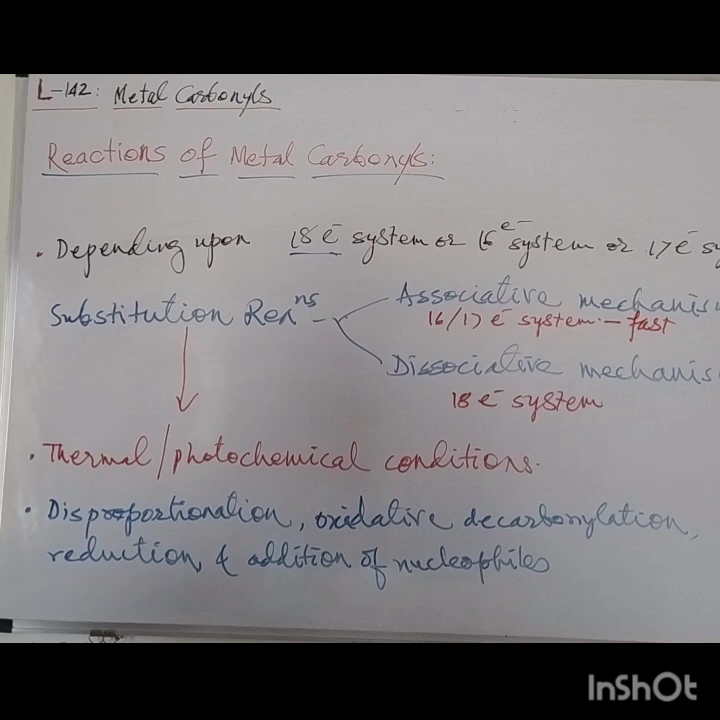 L-142: Metal Carbonyls
Reactions of Metal Carbonyls:
• Depending upon 18 e⁻ system or 16 e⁻ system or 17 e⁻ sy
Substitution Rexⁿˢ – Associative mechanis
16/17 e⁻ system – fast
Dissociative mechanis
18 e⁻ system
• Thermal/photochemical conditions.
• Disproportionation, oxidative decarbonylation,
reduction, & addition of nucleophiles
InShOt